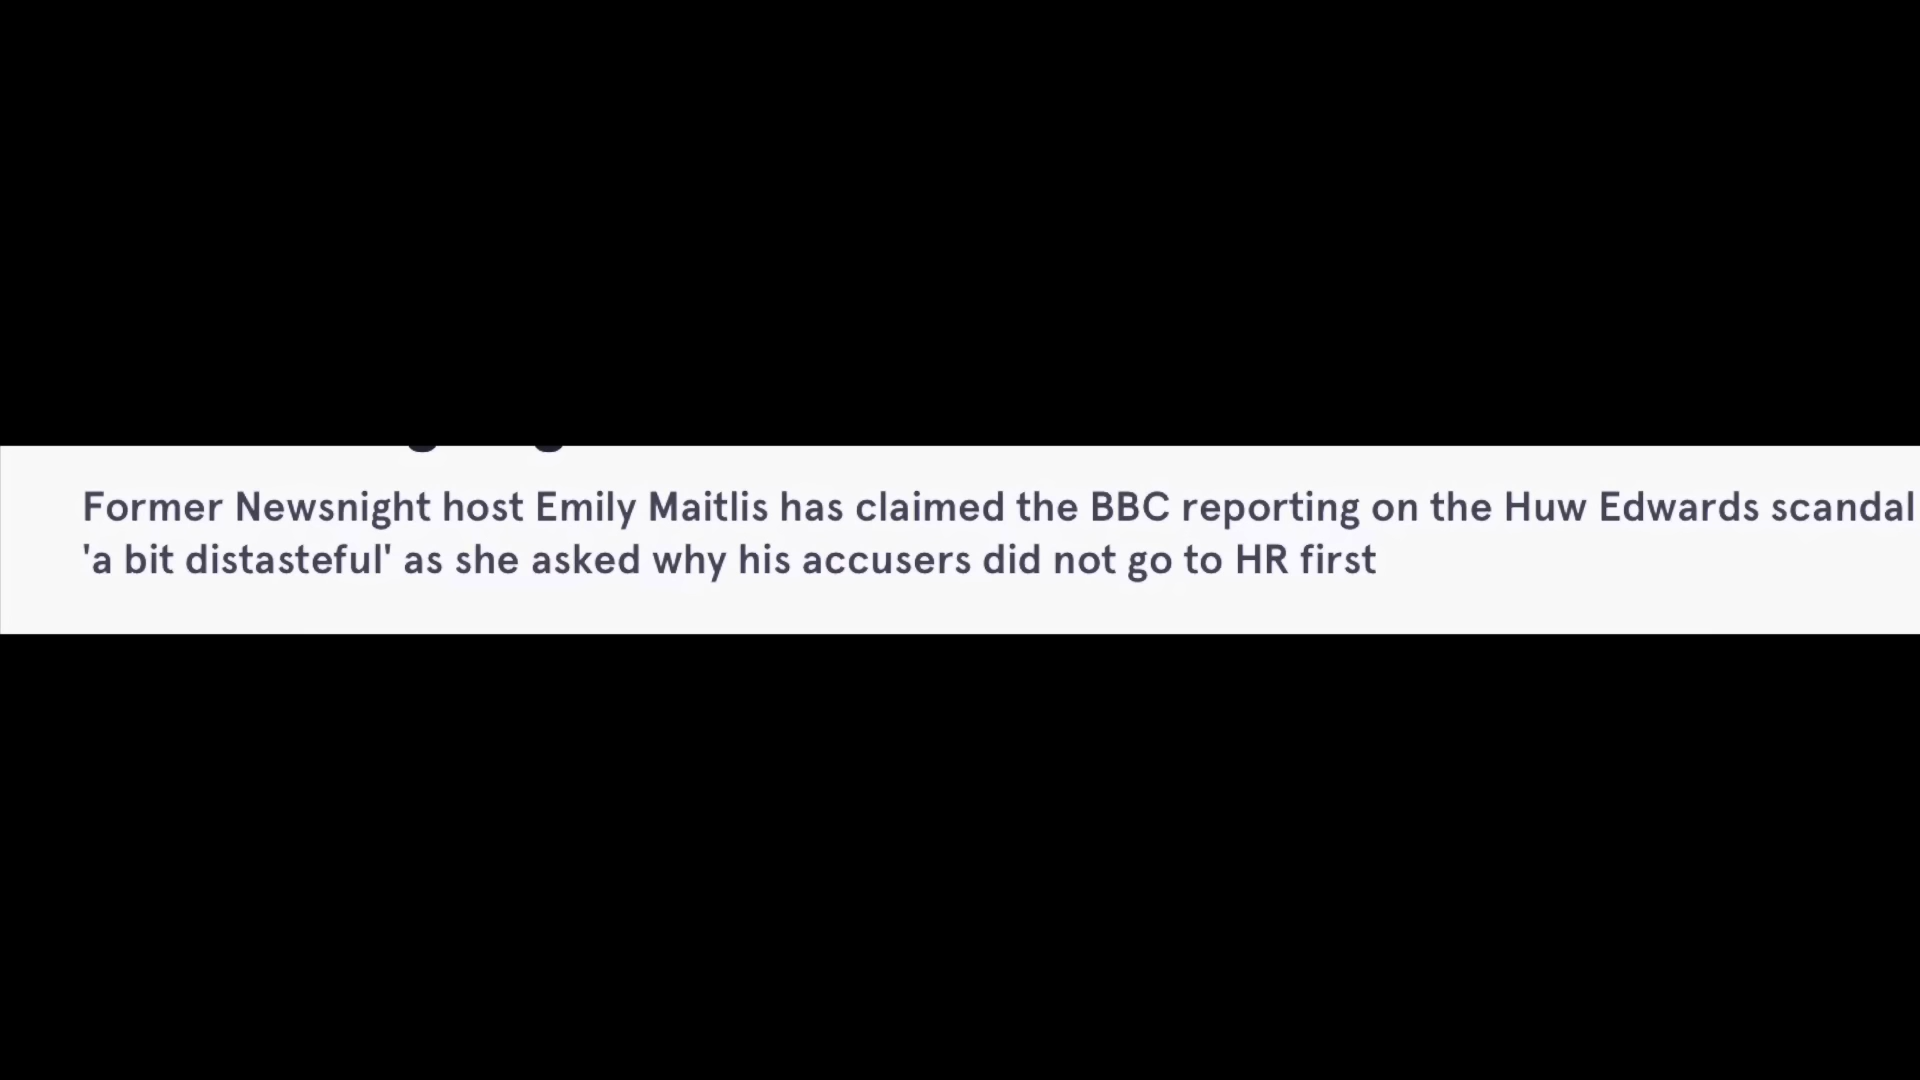 Former Newsnight host Emily Maitlis has claimed the BBC reporting on the Huw Edwards scandal
'a bit distasteful' as she asked why his accusers did not go to HR first